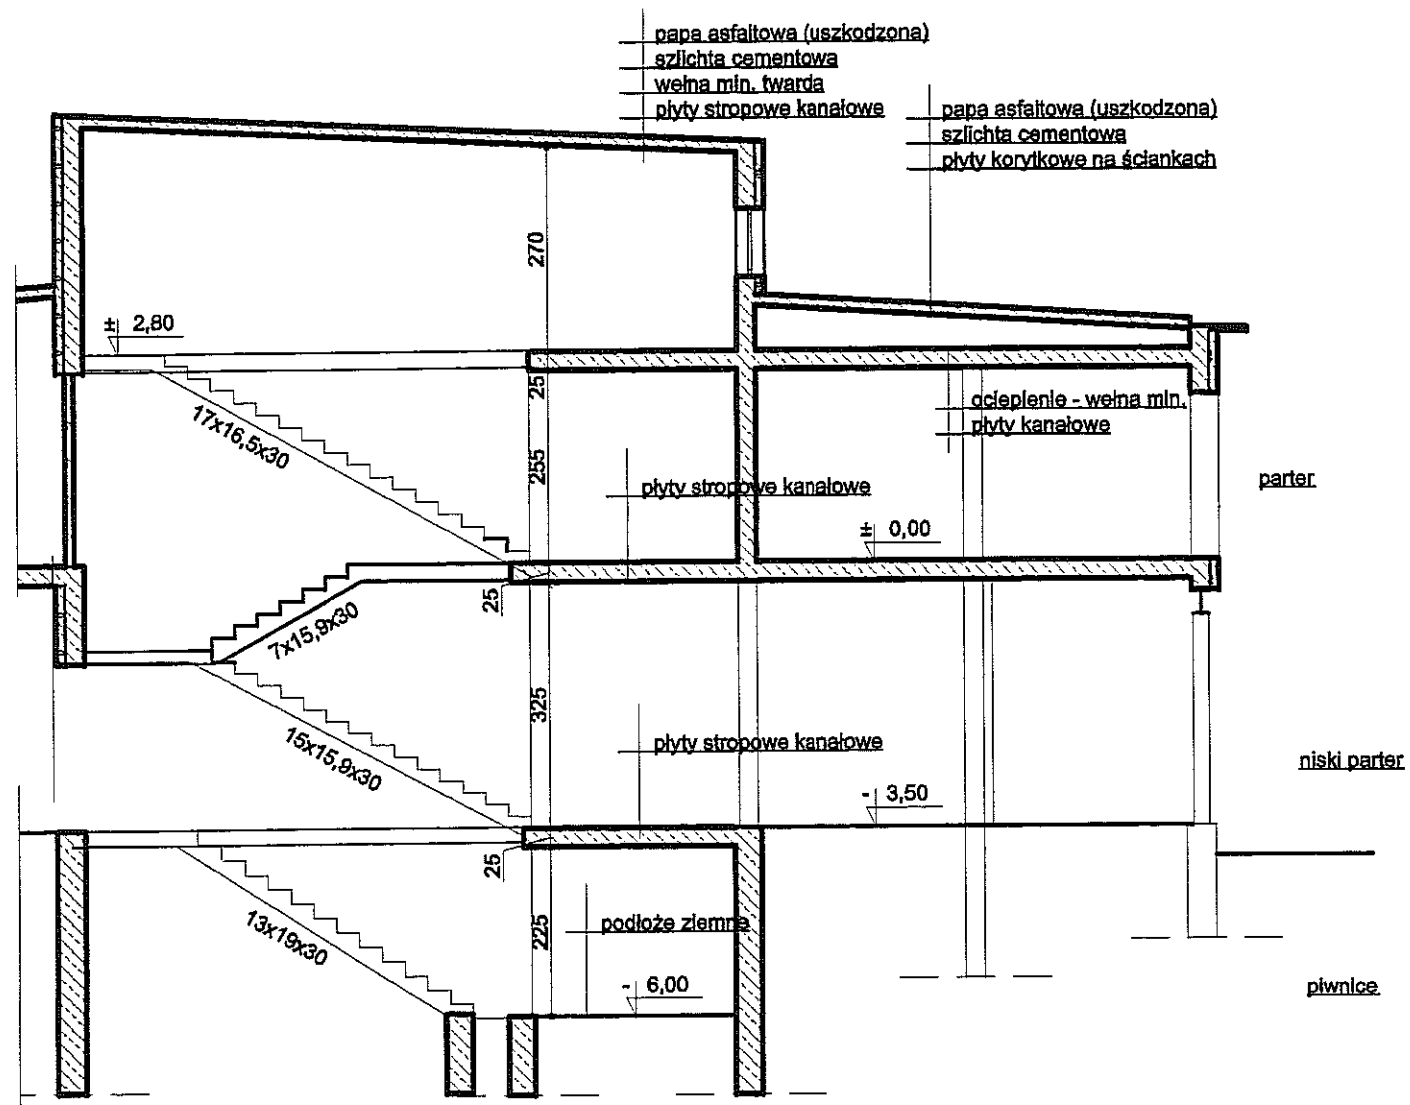 papa asfaltowa (uszkodzona)
szlichta cementowa
wełna min. twarda
płyty stropowe kanałowe
papa asfaltowa (uszkodzona)
szlichta cementowa
płyty korytkowe na ściankach
270
± 2,80
25
ocieplenie - wełna min.
płyty kanałowe
17x16,5x30
255
płyty stropowe kanałowe
parter
± 0,00
25
7x15,9x30
325
15x15,9x30
płyty stropowe kanałowe
niski parter
- 3,50
25
13x19x30
225
podłoże ziemne
- 6,00
piwnice